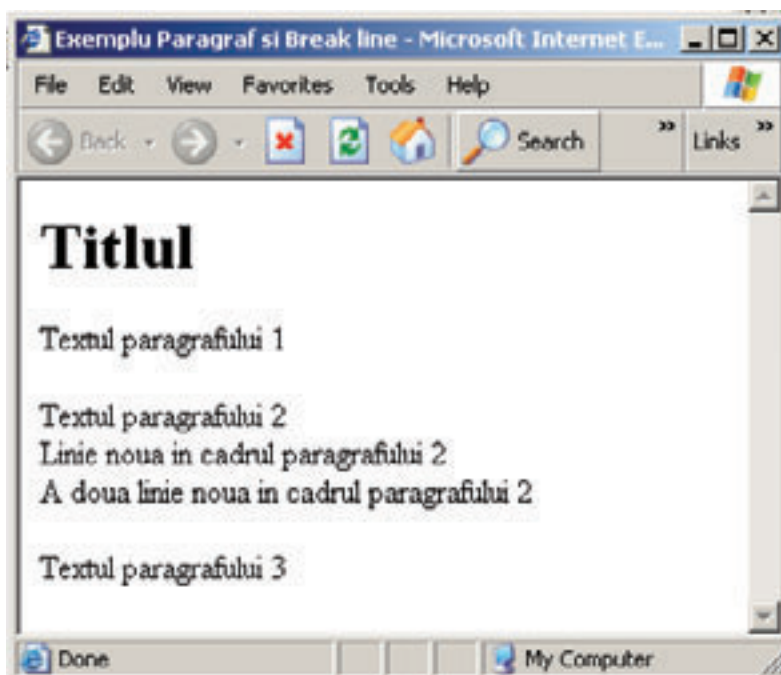 Exemplu Paragraf si Break line - Microsoft Internet E...
File Edit View Favorites Tools Help
Back Search » Links »
Titlul
Textul paragrafului 1
Textul paragrafului 2
Linie noua in cadrul paragrafului 2
A doua linie noua in cadrul paragrafului 2
Textul paragrafului 3
Done My Computer